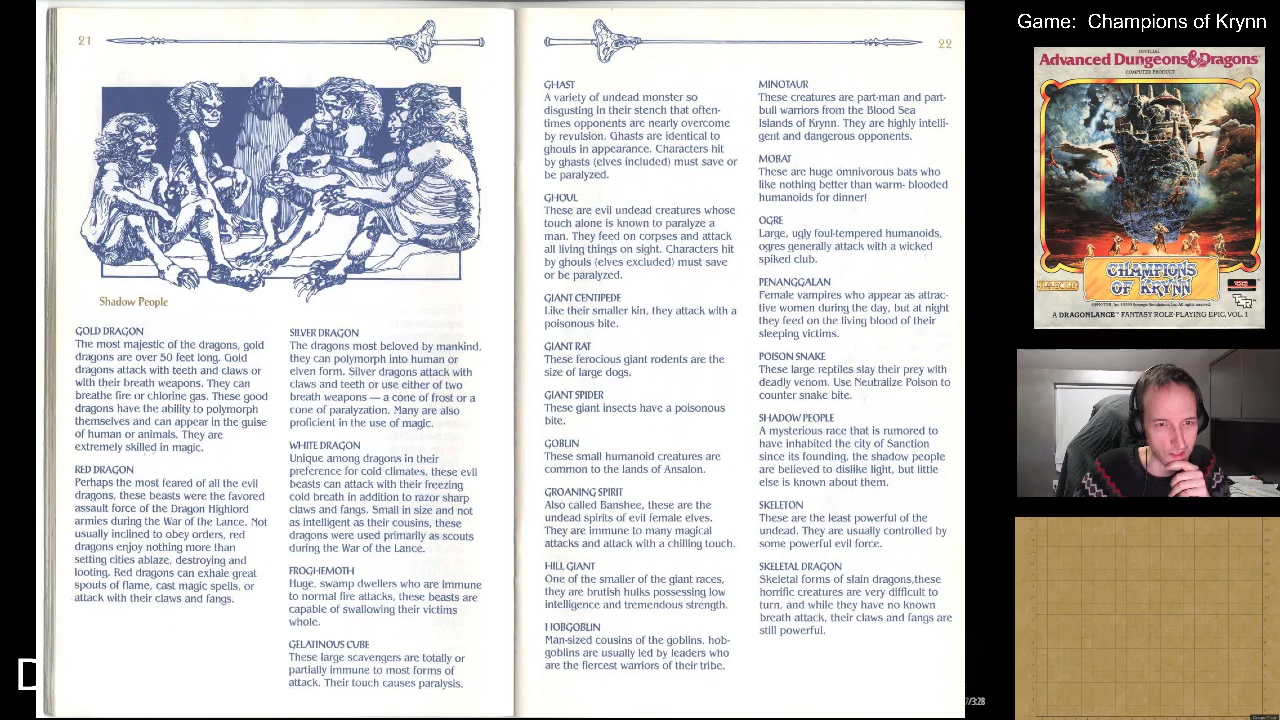 21
Shadow People
GOLD DRAGON
The most majestic of the dragons, gold
dragons are over 50 feet long. Gold
dragons attack with teeth and claws or
with their breath weapons. They can
breathe fire or chlorine gas. These good
dragons have the ability to polymorph
themselves and can appear in the guise
of human or animals. They are
extremely skilled in magic.
RED DRAGON
Perhaps the most feared of all the evil
dragons, these beasts were the favored
assault force of the Dragon Highlord
armies during the War of the Lance. Not
usually inclined to obey orders, red
dragons enjoy nothing more than
setting cities ablaze, destroying and
looting. Red dragons can exhale great
spouts of flame, cast magic spells, or
attack with their claws and fangs.
SILVER DRAGON
The dragons most beloved by mankind,
they can polymorph into human or
elven form. Silver dragons attack with
claws and teeth or use either of two
breath weapons — a cone of frost or a
cone of paralyzation. Many are also
proficient in the use of magic.
WHITE DRAGON
Unique among dragons in their
preference for cold climates, these evil
beasts can attack with their freezing
cold breath in addition to razor sharp
claws and fangs. Small in size and not
as intelligent as their cousins, these
dragons were used primarily as scouts
during the War of the Lance.
FROGHEMOTH
Huge, swamp dwellers who are immune
to normal fire attacks, these beasts are
capable of swallowing their victims
whole.
GELATINOUS CUBE
These large scavengers are totally or
partially immune to most forms of
attack. Their touch causes paralysis.
22
GHAST
A variety of undead monster so
disgusting in their stench that often-
times opponents are nearly overcome
by revulsion. Ghasts are identical to
ghouls in appearance. Characters hit
by ghasts (elves included) must save or
be paralyzed.
GHOUL
These are evil undead creatures whose
touch alone is known to paralyze a
man. They feed on corpses and attack
all living things on sight. Characters hit
by ghouls (elves excluded) must save
or be paralyzed.
GIANT CENTIPEDE
Like their smaller kin, they attack with a
poisonous bite.
GIANT RAT
These ferocious giant rodents are the
size of large dogs.
GIANT SPIDER
These giant insects have a poisonous
bite.
GOBLIN
These small humanoid creatures are
common to the lands of Ansalon.
GROANING SPIRIT
Also called Banshee, these are the
undead spirits of evil female elves.
They are immune to many magical
attacks and attack with a chilling touch.
HILL GIANT
One of the smaller of the giant races,
they are brutish hulks possessing low
intelligence and tremendous strength.
HOBGOBLIN
Man-sized cousins of the goblins, hob-
goblins are usually led by leaders who
are the fiercest warriors of their tribe.
MINOTAUR
These creatures are part-man and part-
bull warriors from the Blood Sea
Islands of Krynn. They are highly intelli-
gent and dangerous opponents.
MOBAT
These are huge omnivorous bats who
like nothing better than warm- blooded
humanoids for dinner!
OGRE
Large, ugly foul-tempered humanoids,
ogres generally attack with a wicked
spiked club.
PENANGGALAN
Female vampires who appear as attrac-
tive women during the day, but at night
they feed on the living blood of their
sleeping victims.
POISON SNAKE
These large reptiles slay their prey with
deadly venom. Use Neutralize Poison to
counter snake bite.
SHADOW PEOPLE
A mysterious race that is rumored to
have inhabited the city of Sanction
since its founding, the shadow people
are believed to dislike light, but little
else is known about them.
SKELETON
These are the least powerful of the
undead. They are usually controlled by
some powerful evil force.
SKELETAL DRAGON
Skeletal forms of slain dragons,these
horrific creatures are very difficult to
turn, and while they have no known
breath attack, their claws and fangs are
still powerful.
D
7/3:28
Game: Champions of Krynn
OFFICIAL
Advanced Dungeons&Dragons
COMPUTER PRODUCT
CHAMPIONS
OF KRYNN
A DRAGONLANCE™ FANTASY ROLE-PLAYING EPIC, VOL. 1